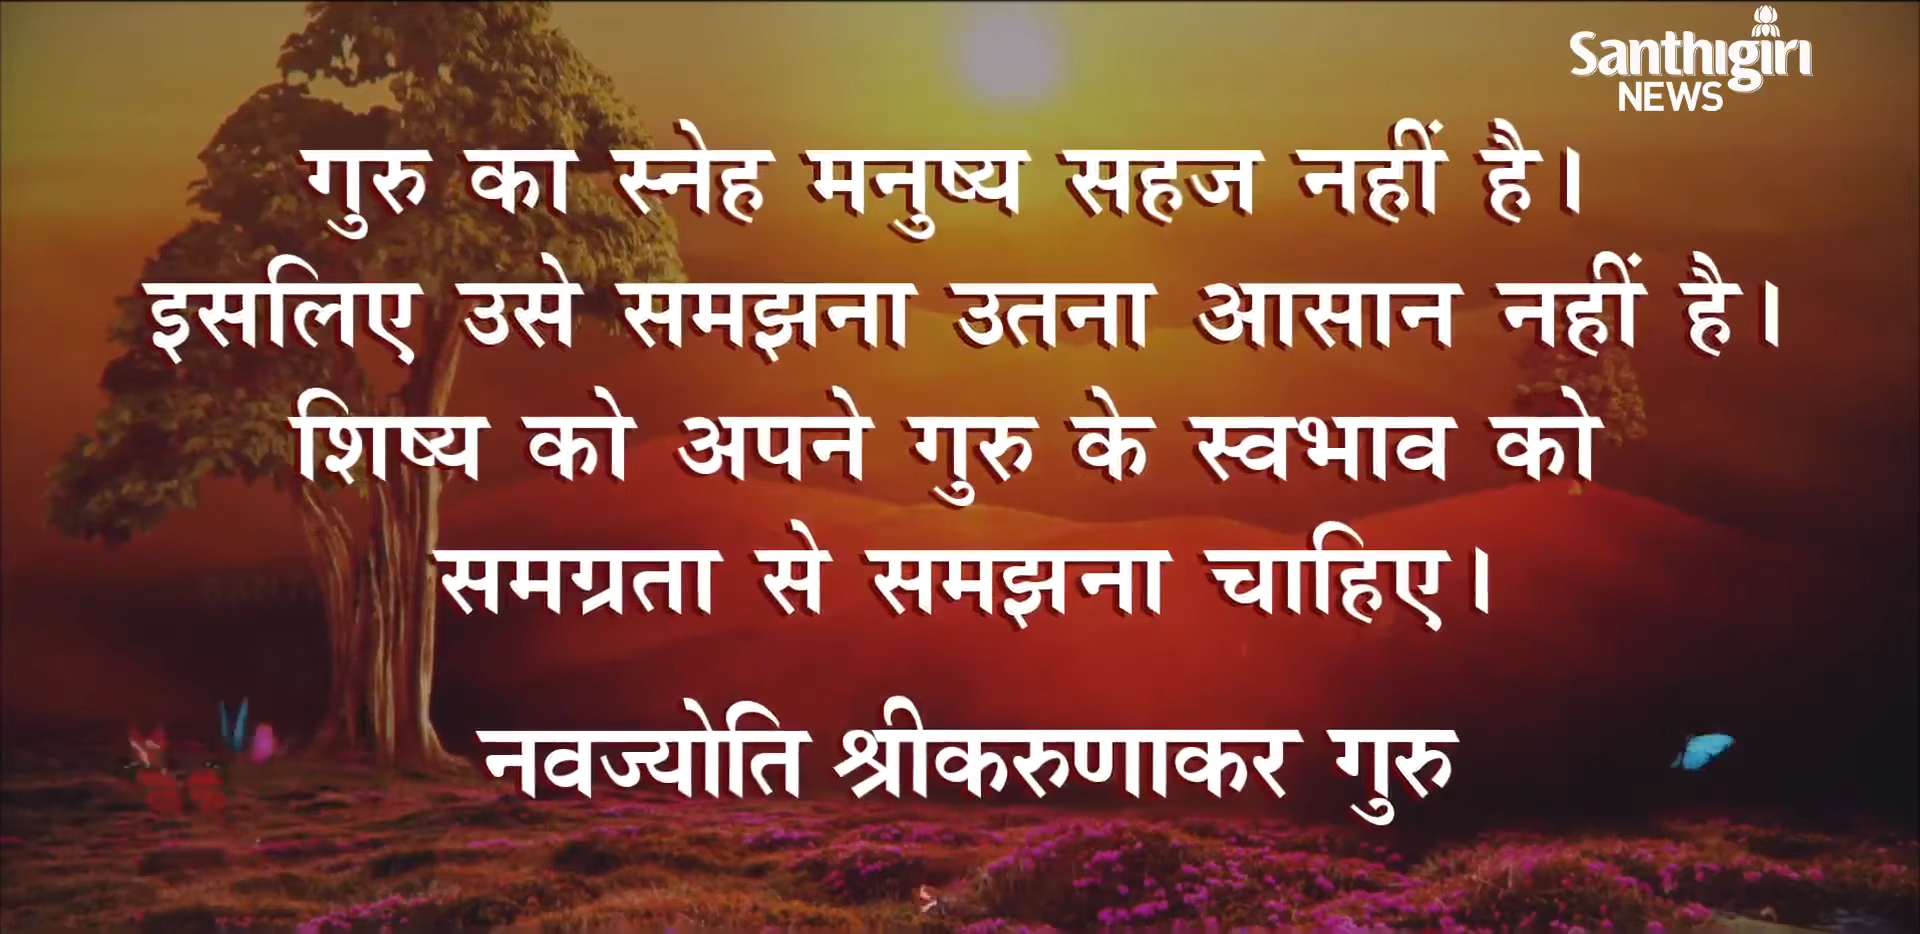 Santhigiri
NEWS
गुरु का स्नेह मनुष्य सहज नहीं है।
इसलिए उसे समझना उतना आसान नहीं है।
शिष्य को अपने गुरु के स्वभाव को
समग्रता से समझना चाहिए।
नवज्योति श्रीकरुणाकर गुरु